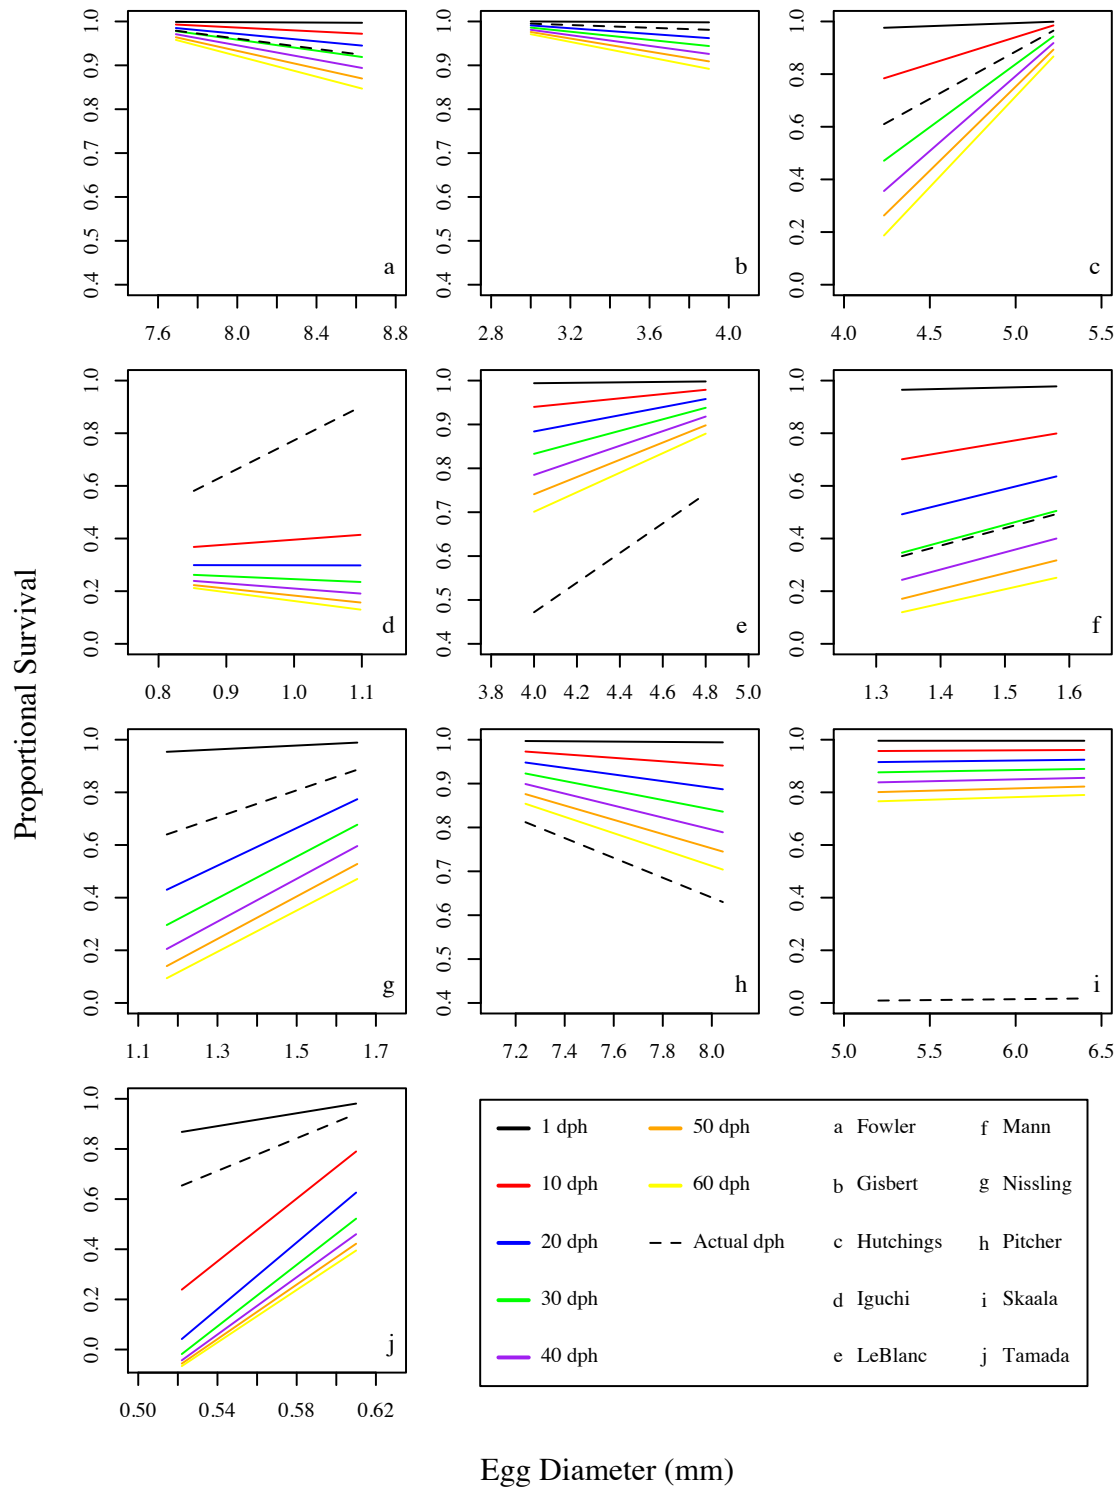 1.0
0.9
0.8
0.7
0.6
0.5
0.4
a
7.6 8.0 8.4 8.8
1.0
0.9
0.8
0.7
0.6
0.5
0.4
b
2.8 3.2 3.6 4.0
1.0
0.8
0.6
0.4
0.2
0.0
c
4.0 4.5 5.0 5.5
1.0
0.8
0.6
0.4
0.2
0.0
d
0.8 0.9 1.0 1.1
1.0
0.9
0.8
0.7
0.6
0.5
0.4
e
3.8 4.0 4.2 4.4 4.6 4.8 5.0
1.0
0.8
0.6
0.4
0.2
0.0
f
1.3 1.4 1.5 1.6
Proportional Survival
1.0
0.8
0.6
0.4
0.2
0.0
g
1.1 1.3 1.5 1.7
1.0
0.9
0.8
0.7
0.6
0.5
0.4
h
7.2 7.4 7.6 7.8 8.0
1.0
0.8
0.6
0.4
0.2
0.0
i
5.0 5.5 6.0 6.5
1.0
0.8
0.6
0.4
0.2
0.0
j
0.50 0.54 0.58 0.62
1 dph
10 dph
20 dph
30 dph
40 dph
50 dph
60 dph
Actual dph
a Fowler
b Gisbert
c Hutchings
d Iguchi
e LeBlanc
f Mann
g Nissling
h Pitcher
i Skaala
j Tamada
Egg Diameter (mm)